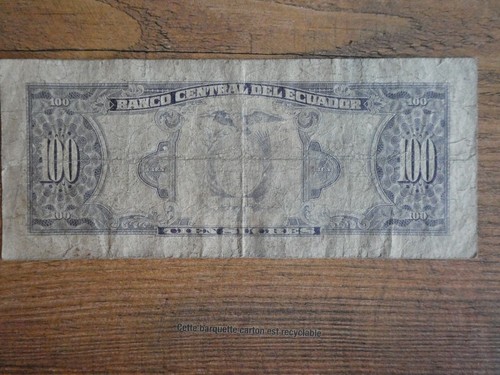 100 BANCO CENTRAL DEL ECUADOR 100
100 100
100 100
CIEN SUCRES
Cette barquette carton est recyclable